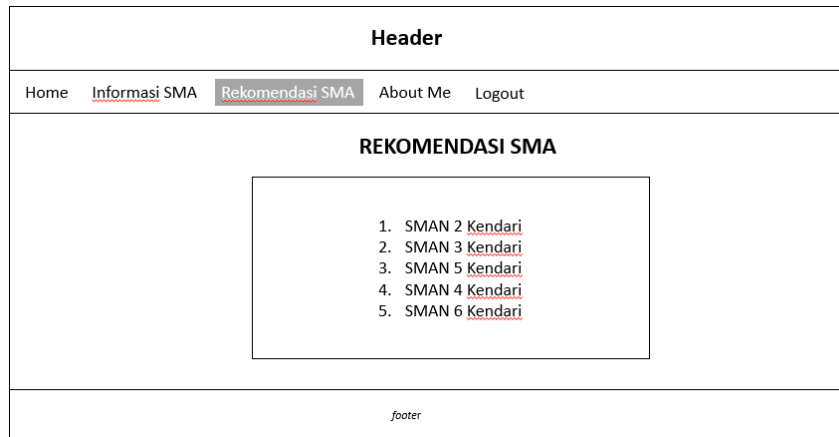 Header
Home Informasi SMA Rekomendasi SMA About Me Logout
REKOMENDASI SMA
1. SMAN 2 Kendari
2. SMAN 3 Kendari
3. SMAN 5 Kendari
4. SMAN 4 Kendari
5. SMAN 6 Kendari
footer